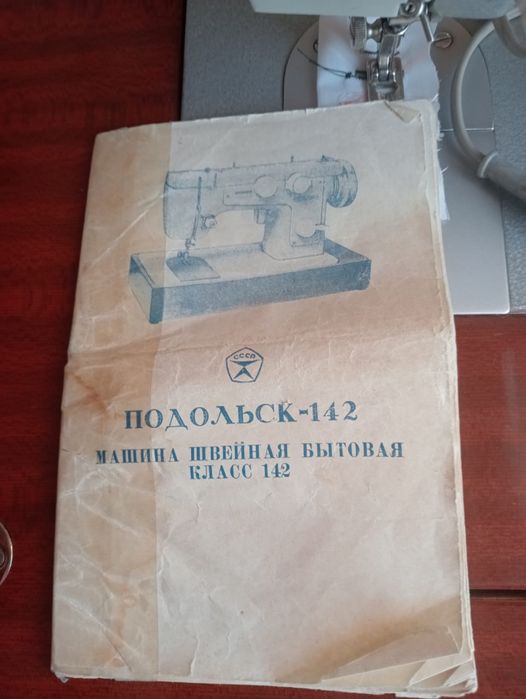 СССР
ПОДОЛЬСК-142
МАШИНА ШВЕЙНАЯ БЫТОВАЯ
КЛАСС 142